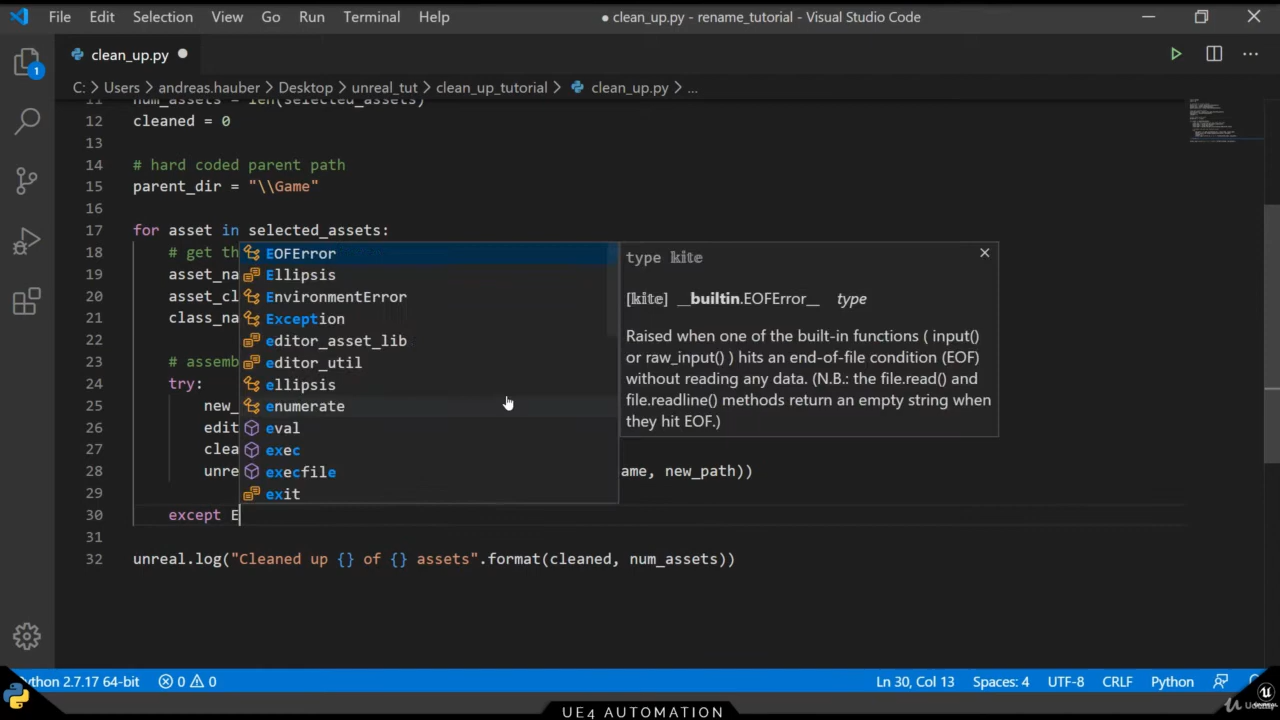 File Edit Selection View Go Run Terminal Help
● clean_up.py - rename_tutorial - Visual Studio Code
clean_up.py
1
C: > Users > andreas.hauber > Desktop > unreal_tut > clean_up_tutorial > clean_up.py > ...
11 num_assets = len(selected_assets)
12 cleaned = 0
13
14 # hard coded parent path
15 parent_dir = "\\Game"
16
17 for asset in selected_assets:
18 # get th
19 asset_na
20 asset_cl
21 class_na
22
23 # assemb
24 try:
25 new_
26 edit
27 clea
28 unre ame, new_path))
29
30 except E
31
32 unreal.log("Cleaned up {} of {} assets".format(cleaned, num_assets))
EOFError
Ellipsis
EnvironmentError
Exception
editor_asset_lib
editor_util
ellipsis
enumerate
eval
exec
execfile
exit
type kite
[kite] __builtin.EOFError__ type
Raised when one of the built-in functions ( input()
or raw_input() ) hits an end-of-file condition (EOF)
without reading any data. (N.B.: the file.read() and
file.readline() methods return an empty string when
they hit EOF.)
ython 2.7.17 64-bit 0 0 Ln 30, Col 13 Spaces: 4 UTF-8 CRLF Python
UE4 AUTOMATION